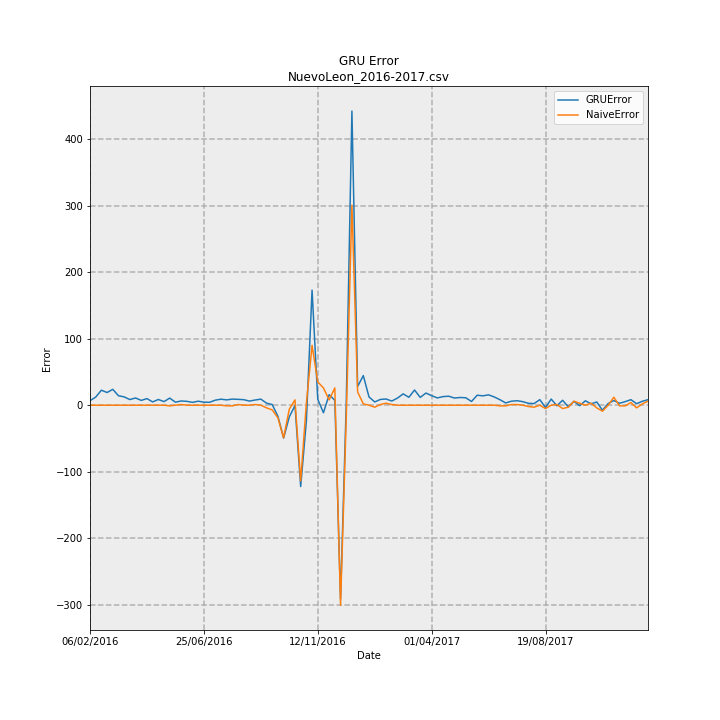 GRU Error
NuevoLeon_2016-2017.csv
GRUError
NaiveError
Error
400
300
200
100
0
−100
−200
−300
06/02/2016
25/06/2016
12/11/2016
01/04/2017
19/08/2017
Date